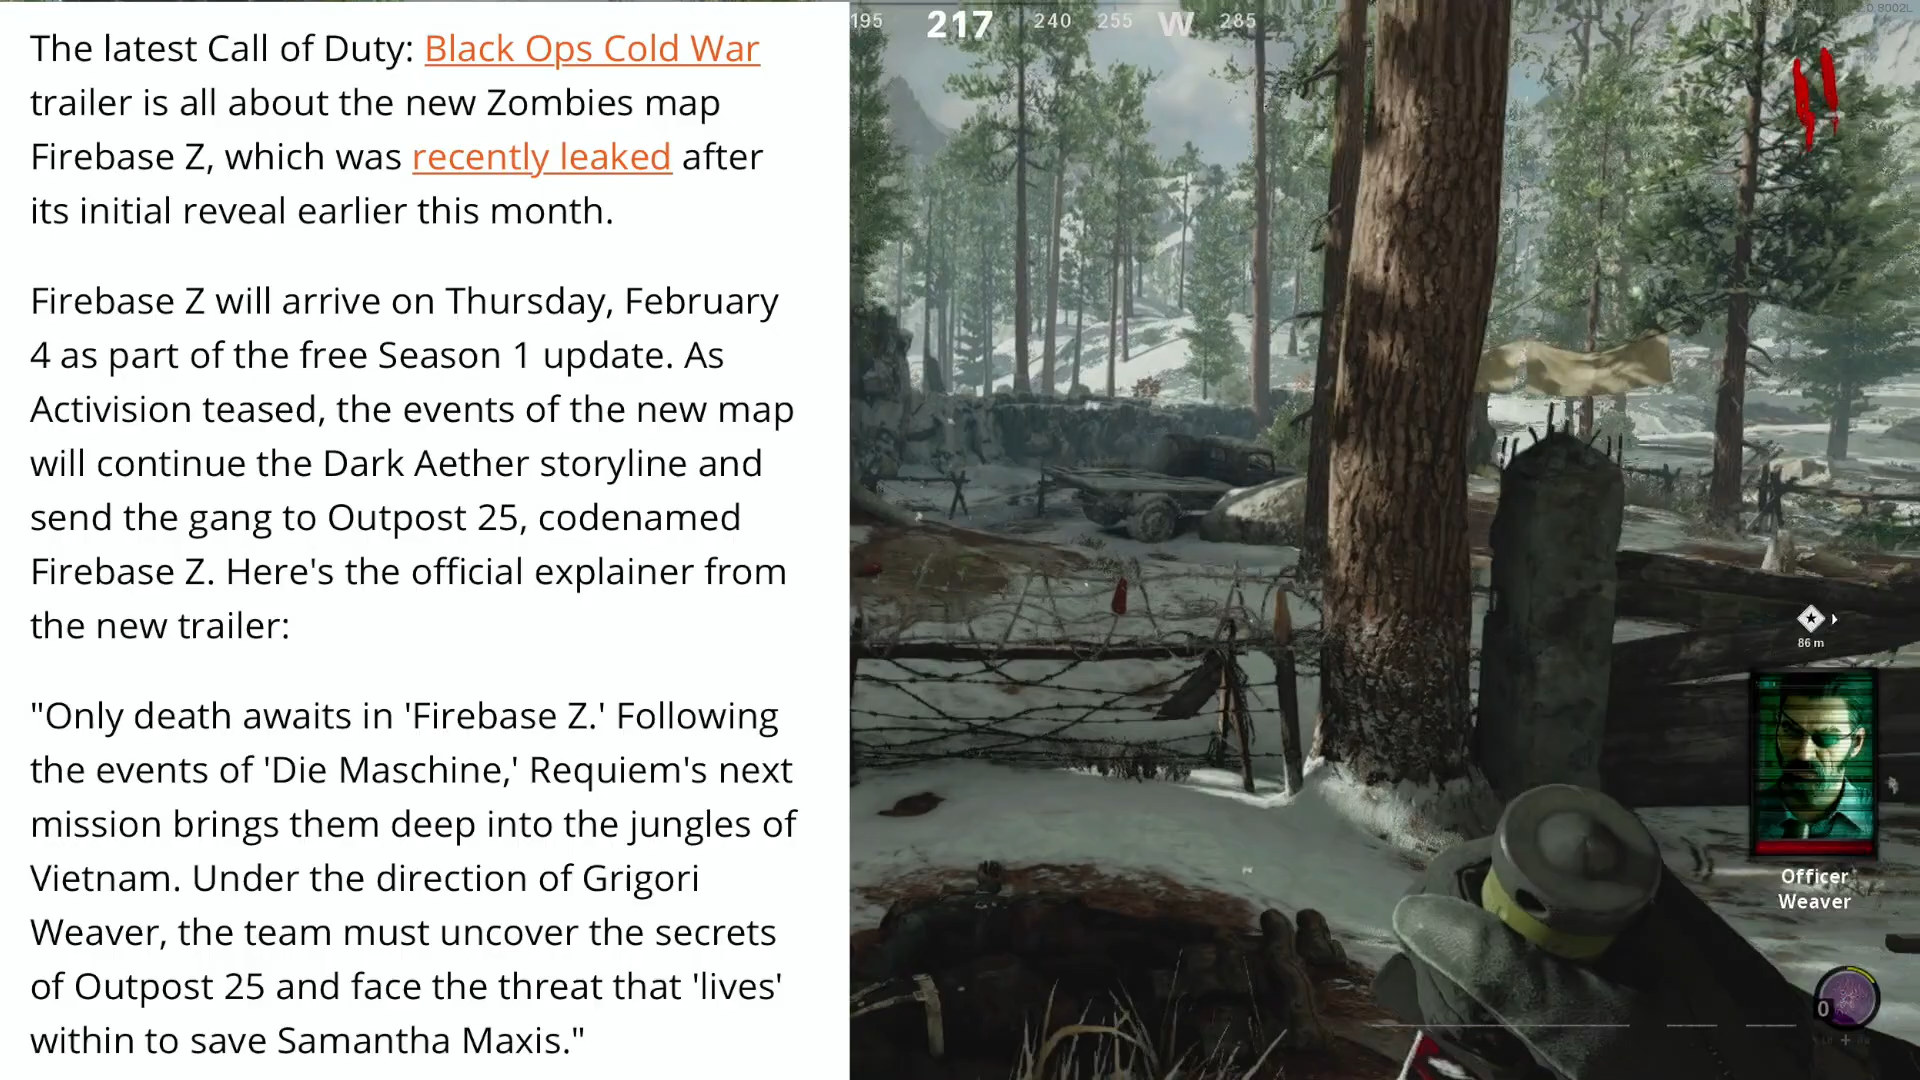 The latest Call of Duty: Black Ops Cold War
trailer is all about the new Zombies map
Firebase Z, which was recently leaked after
its initial reveal earlier this month.
Firebase Z will arrive on Thursday, February
4 as part of the free Season 1 update. As
Activision teased, the events of the new map
will continue the Dark Aether storyline and
send the gang to Outpost 25, codenamed
Firebase Z. Here's the official explainer from
the new trailer:
"Only death awaits in 'Firebase Z.' Following
the events of 'Die Maschine,' Requiem's next
mission brings them deep into the jungles of
Vietnam. Under the direction of Grigori
Weaver, the team must uncover the secrets
of Outpost 25 and face the threat that 'lives'
within to save Samantha Maxis."
195 217 240 255 W 285
86 m
Officer
Weaver
0